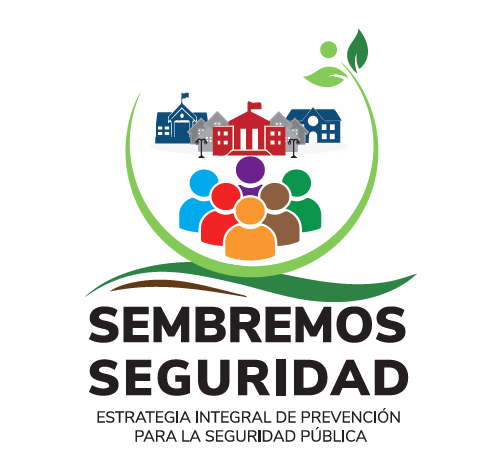 SEMBREMOS
SEGURIDAD
ESTRATEGIA INTEGRAL DE PREVENCIÓN
PARA LA SEGURIDAD PÚBLICA